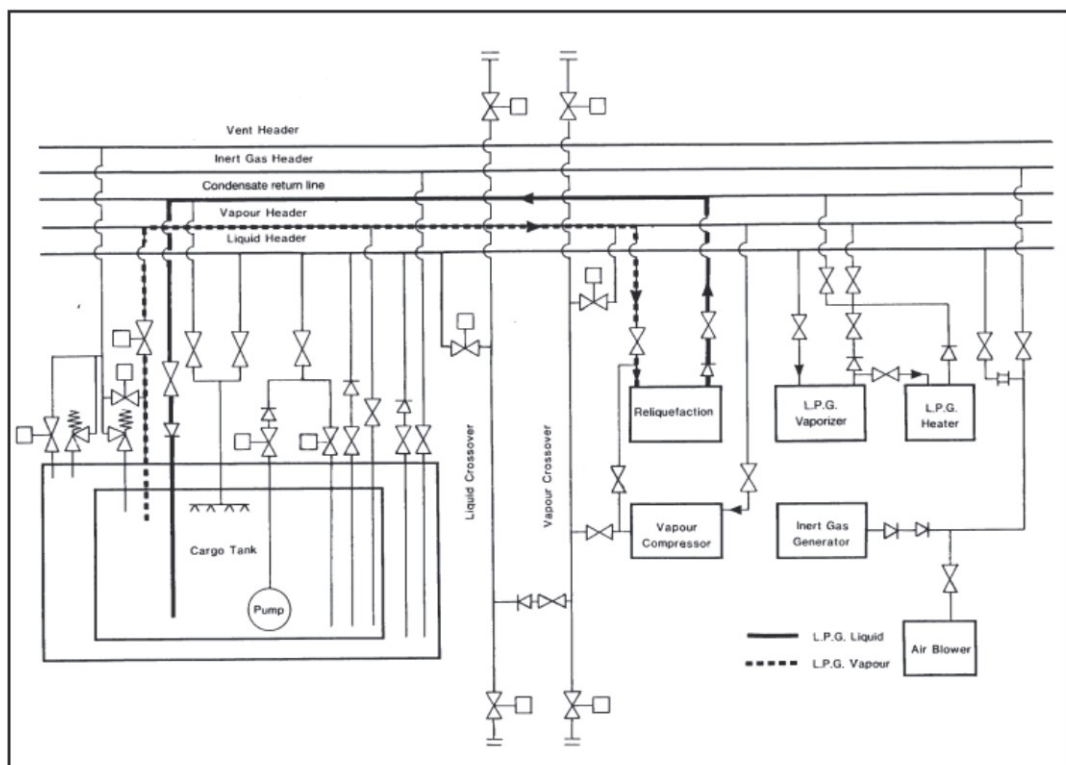 Vent Header
Inert Gas Header
Condensate return line
Vapour Header
Liquid Header
Reliquefaction
L.P.G.
Vaporizer
L.P.G.
Heater
Liquid Crossover
Vapour Crossover
Vapour
Compressor
Inert Gas
Generator
Cargo Tank
Pump
Air Blower
L.P.G. Liquid
L.P.G. Vapour